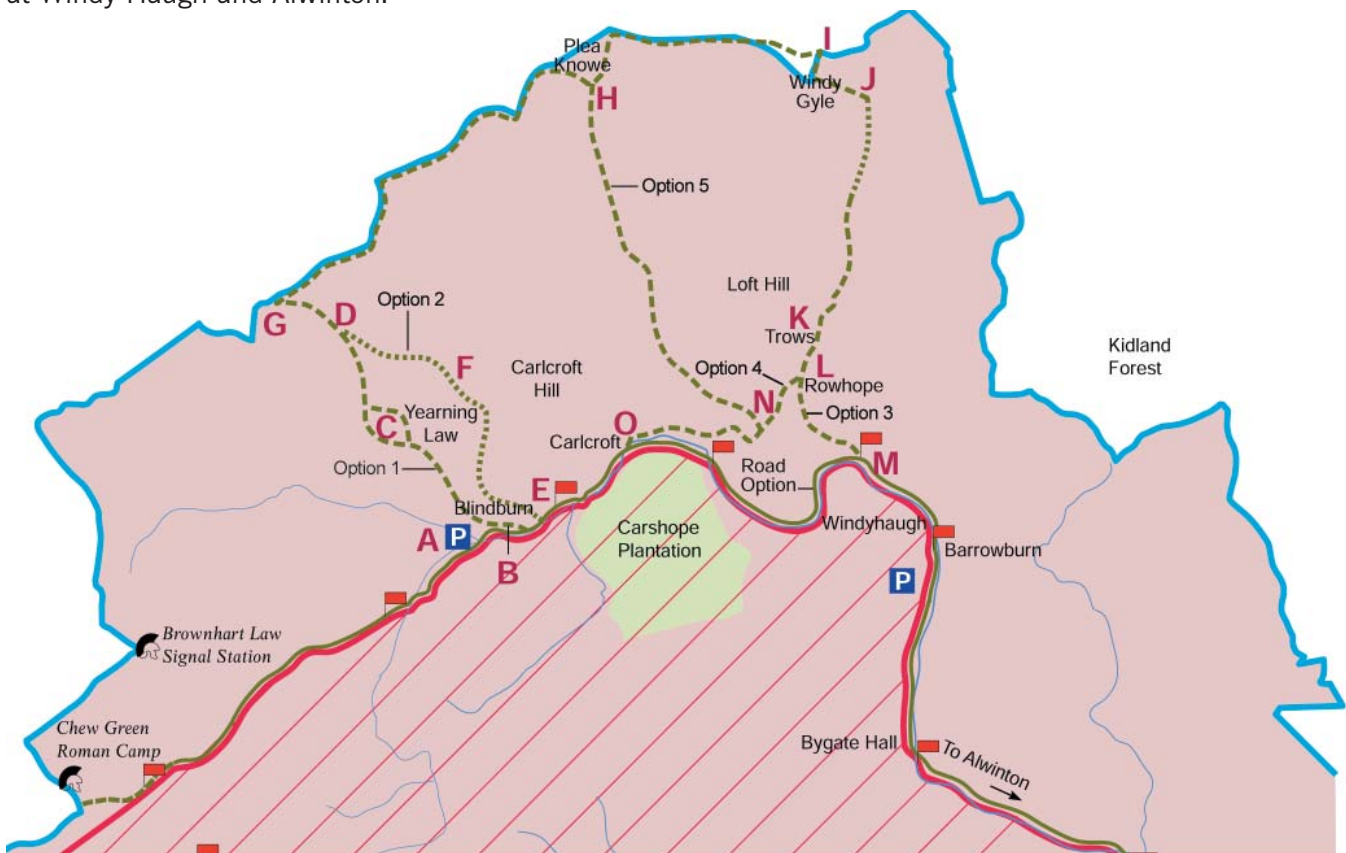 at Windy Haugh and Alwinton.
I
Plea
Knowe
Windy
Gyle
J
H
Option 5
Loft Hill
Option 2
G
D
K
Trows
Kidland
Forest
F
Carlcroft
Hill
Option 4
L
Rowhope
N
Option 3
C
Yearning
Law
O
Carlcroft
M
Option 1
Road
Option
E
Blindburn
A
P
B
Carshope
Plantation
Windyhaugh
Barrowburn
P
Brownhart Law
Signal Station
Chew Green
Roman Camp
Bygate Hall
To Alwinton